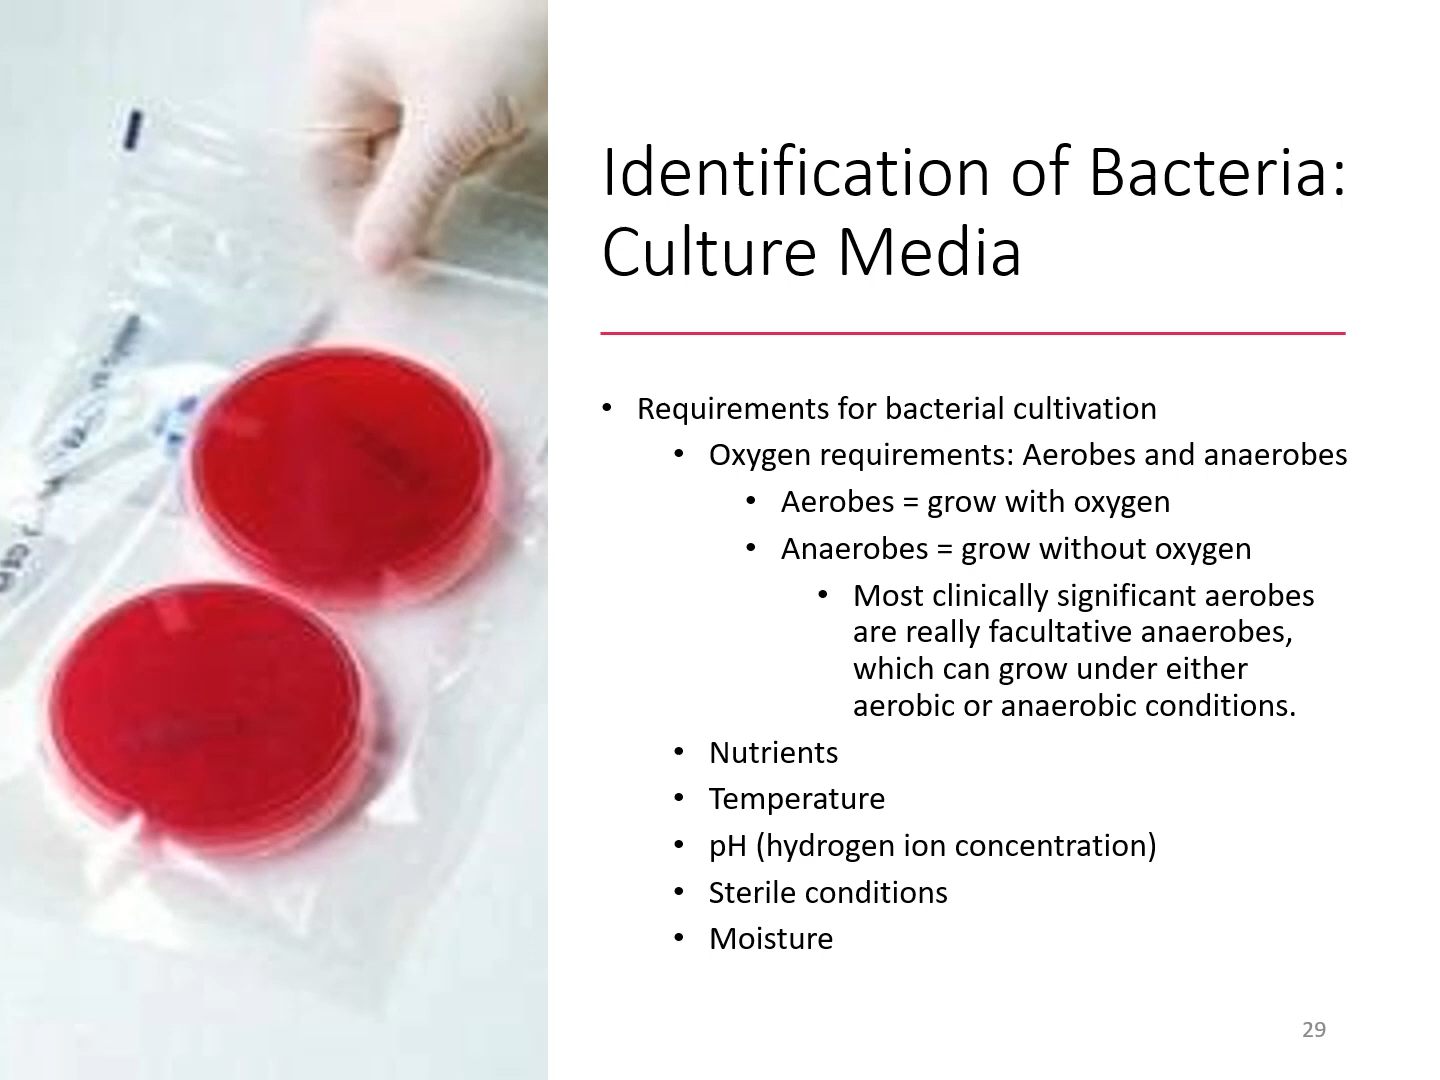 Identification of Bacteria:
Culture Media
• Requirements for bacterial cultivation
• Oxygen requirements: Aerobes and anaerobes
• Aerobes = grow with oxygen
• Anaerobes = grow without oxygen
• Most clinically significant aerobes
are really facultative anaerobes,
which can grow under either
aerobic or anaerobic conditions.
• Nutrients
• Temperature
• pH (hydrogen ion concentration)
• Sterile conditions
• Moisture
29